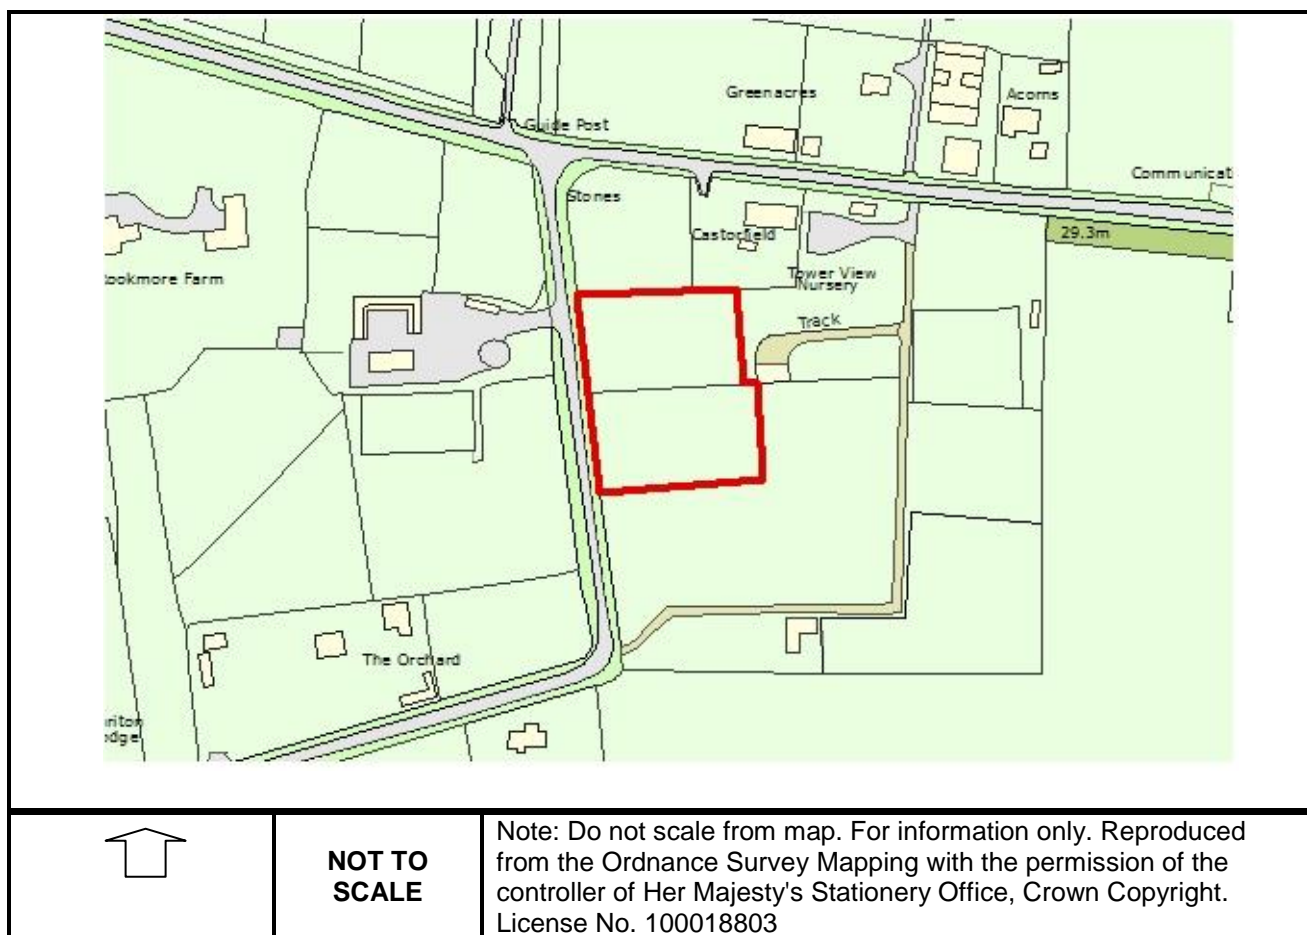 Greenacres
Acorns
Guide Post
Communicati
Stones
Castorfield
29.3m
Tower View
Nursery
ookmore Farm
Track
The Orchard
NOT TO
SCALE
Note: Do not scale from map. For information only. Reproduced
from the Ordnance Survey Mapping with the permission of the
controller of Her Majesty's Stationery Office, Crown Copyright.
License No. 100018803